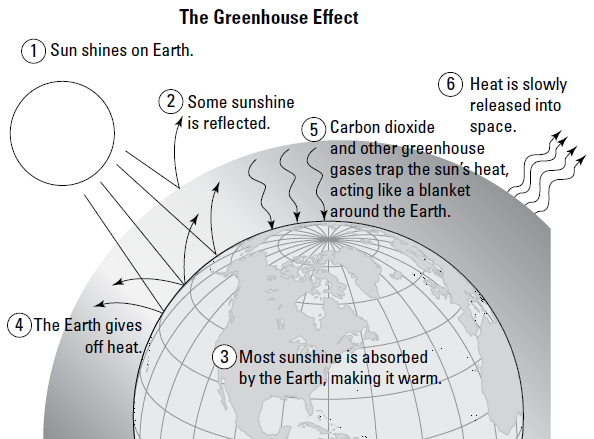 The Greenhouse Effect
1 Sun shines on Earth.
2 Some sunshine
is reflected.
3 Most sunshine is absorbed
by the Earth, making it warm.
4 The Earth gives
off heat.
5 Carbon dioxide
and other greenhouse
gases trap the sun's heat,
acting like a blanket
around the Earth.
6 Heat is slowly
released into
space.